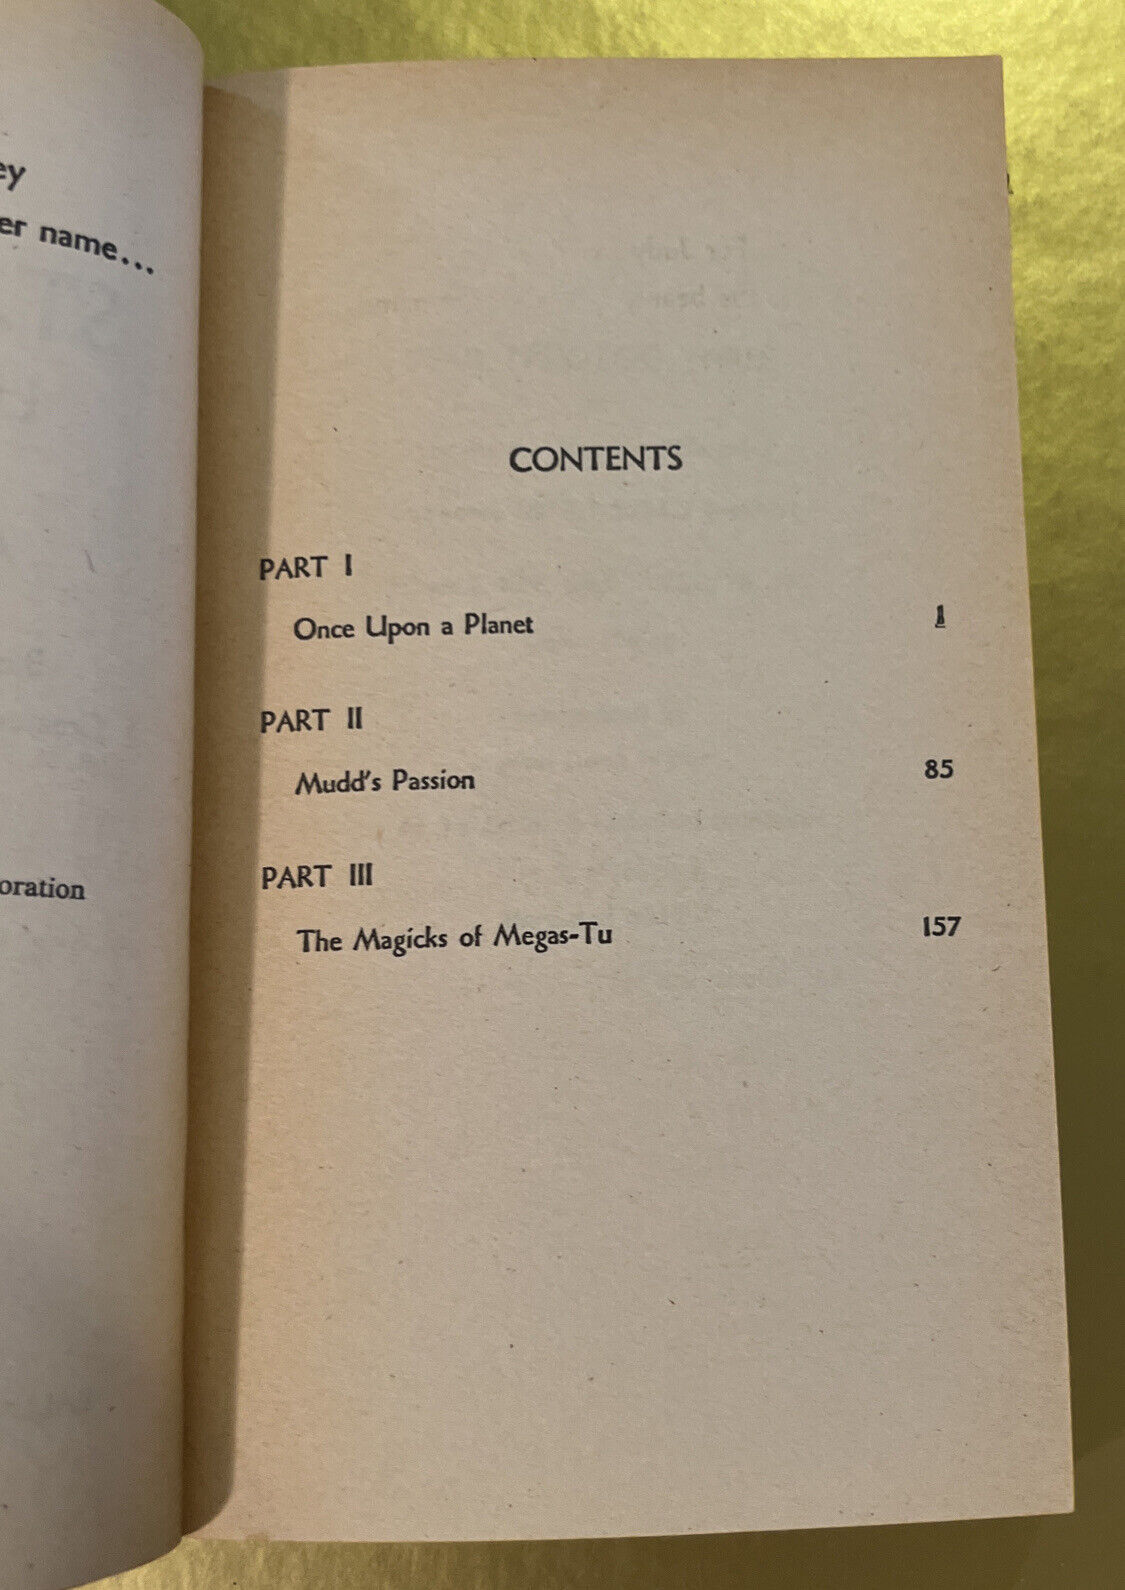 ey
er name...
oration
CONTENTS
PART I
Once Upon a Planet 1
PART II
Mudd's Passion 85
PART III
The Magicks of Megas-Tu 157